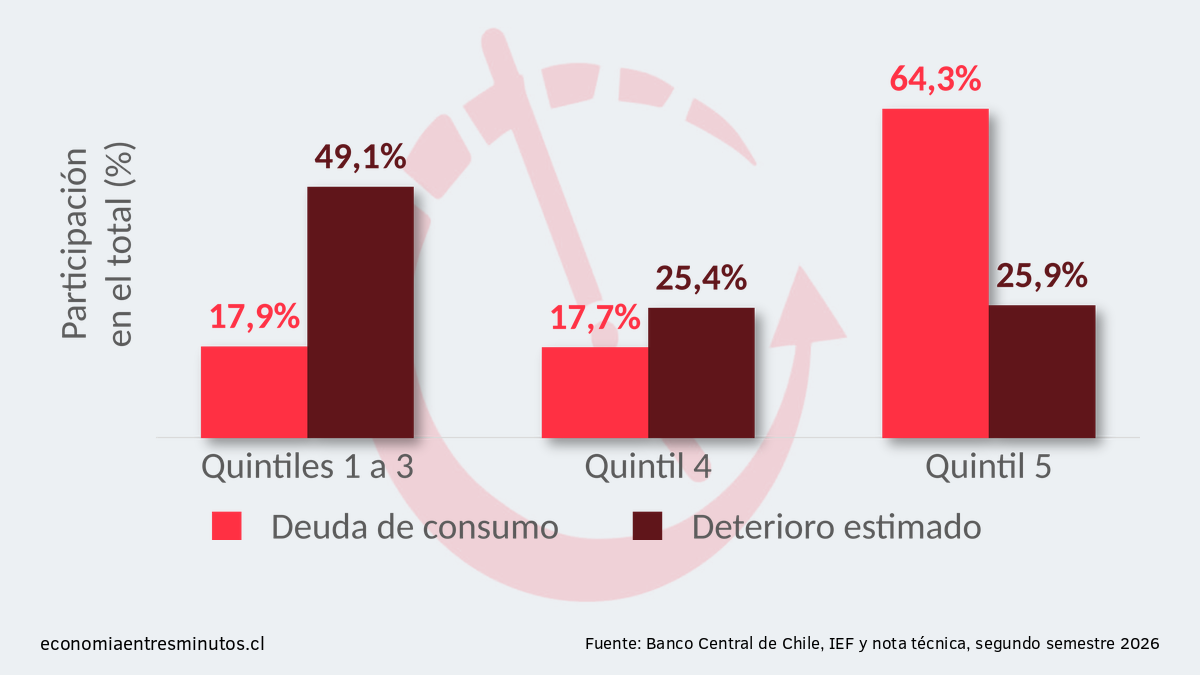 Participación
en el total (%)
17,9%
49,1%
17,7%
25,4%
64,3%
25,9%
Quintiles 1 a 3
Quintil 4
Quintil 5
Deuda de consumo
Deterioro estimado
economiaentresminutos.cl
Fuente: Banco Central de Chile, IEF y nota técnica, segundo semestre 2026